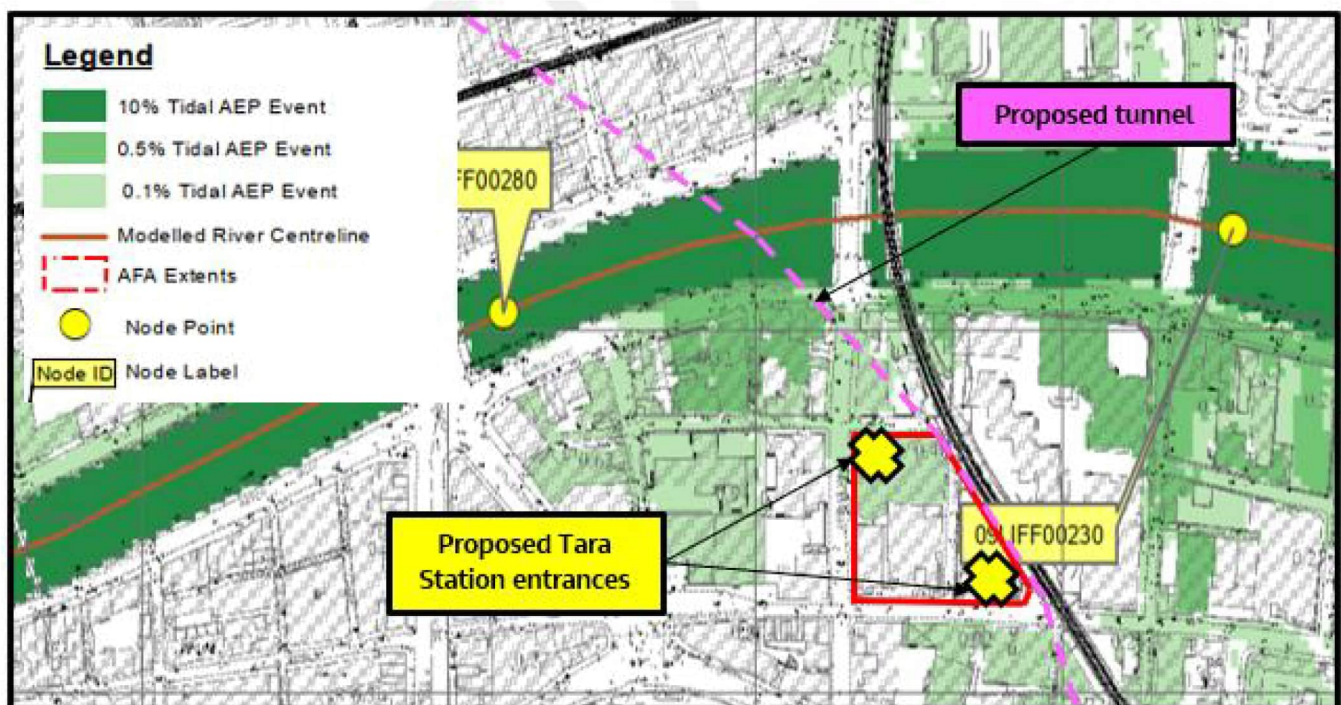 Legend
10% Tidal AEP Event
0.5% Tidal AEP Event
0.1% Tidal AEP Event
Modelled River Centreline
AFA Extents
Node Point
Node ID Node Label
FF00280
Proposed tunnel
Proposed Tara
Station entrances
09LIFF00230